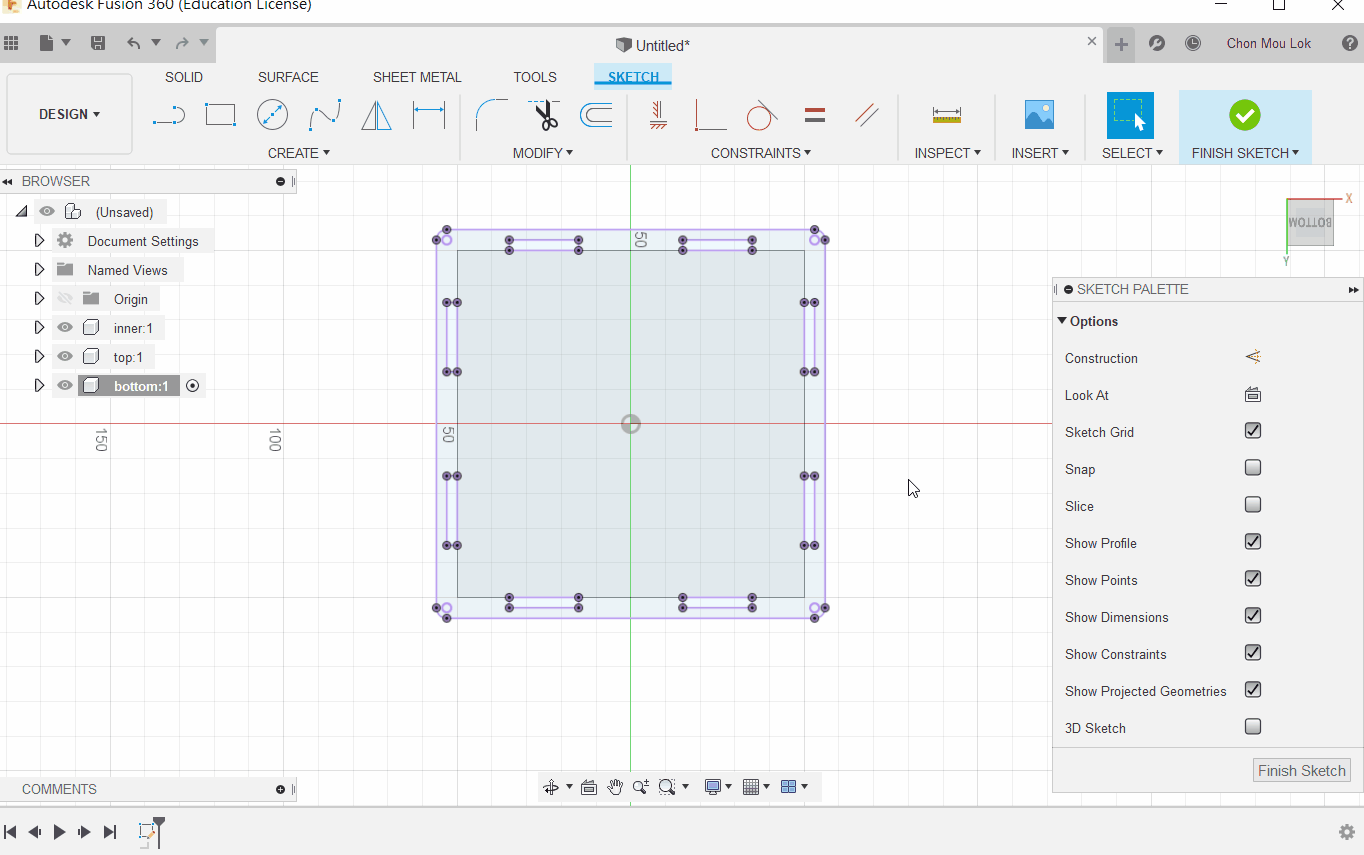 Autodesk Fusion 360 (Education License)
Untitled*
Chon Mou Lok
DESIGN
SOLID
SURFACE
SHEET METAL
TOOLS
SKETCH
CREATE
MODIFY
CONSTRAINTS
INSPECT
INSERT
SELECT
FINISH SKETCH
BROWSER
(Unsaved)
Document Settings
Named Views
Origin
inner:1
top:1
bottom:1
50
50
150
100
X
BOTTOM
Y
SKETCH PALETTE
Options
Construction
Look At
Sketch Grid
Snap
Slice
Show Profile
Show Points
Show Dimensions
Show Constraints
Show Projected Geometries
3D Sketch
Finish Sketch
COMMENTS